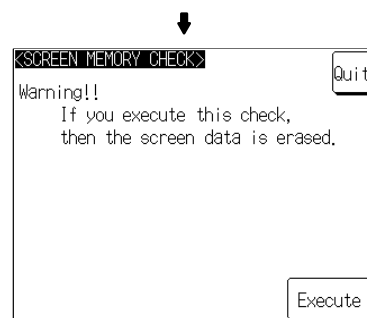 <SCREEN MEMORY CHECK>
Quit
Warning!!
If you execute this check,
then the screen data is erased.
Execute